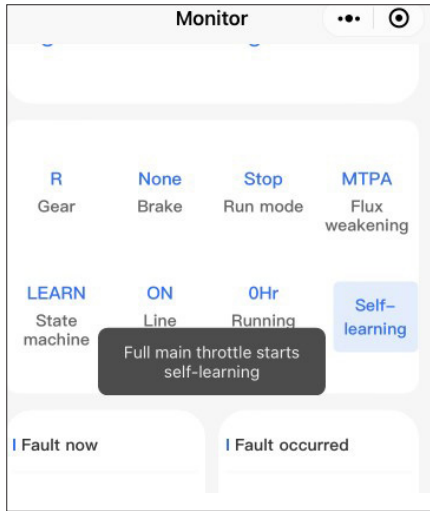 Monitor
R None Stop MTPA
Gear Brake Run mode Flux
weakening
LEARN ON 0Hr Self-
learning
State Line Running
machine
Full main throttle starts
self-learning
Fault now Fault occurred